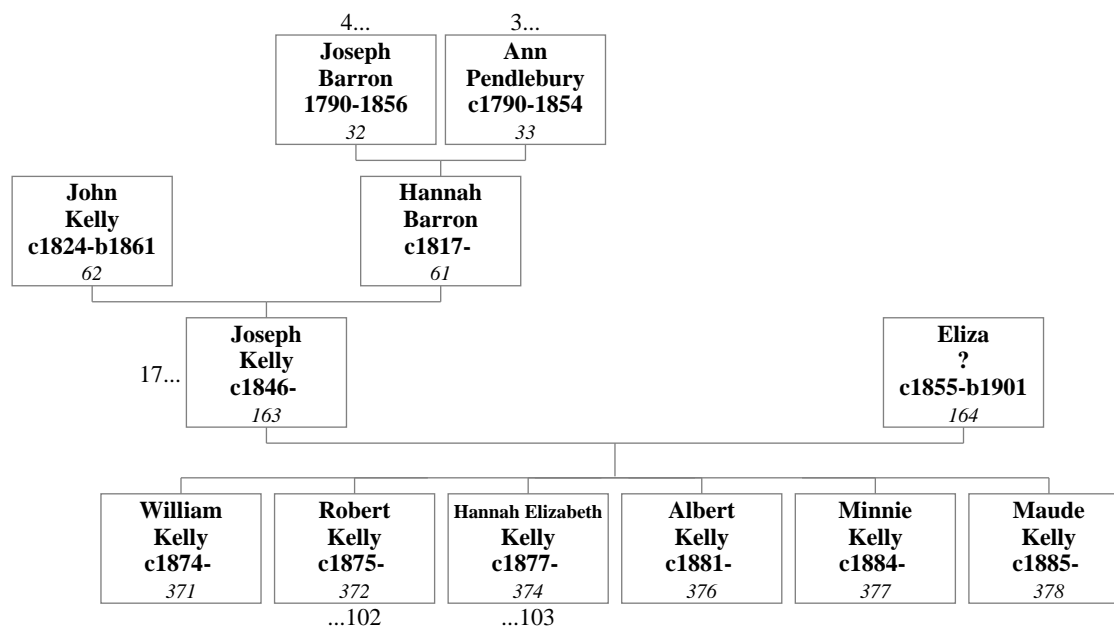 4...
3...
Joseph
Barron
1790-1856
32
Ann
Pendlebury
c1790-1854
33
John
Kelly
c1824-b1861
62
Hannah
Barron
c1817-
61
17...
Joseph
Kelly
c1846-
163
Eliza
?
c1855-b1901
164
William
Kelly
c1874-
371
Robert
Kelly
c1875-
372
...102
Hannah Elizabeth
Kelly
c1877-
374
...103
Albert
Kelly
c1881-
376
Minnie
Kelly
c1884-
377
Maude
Kelly
c1885-
378